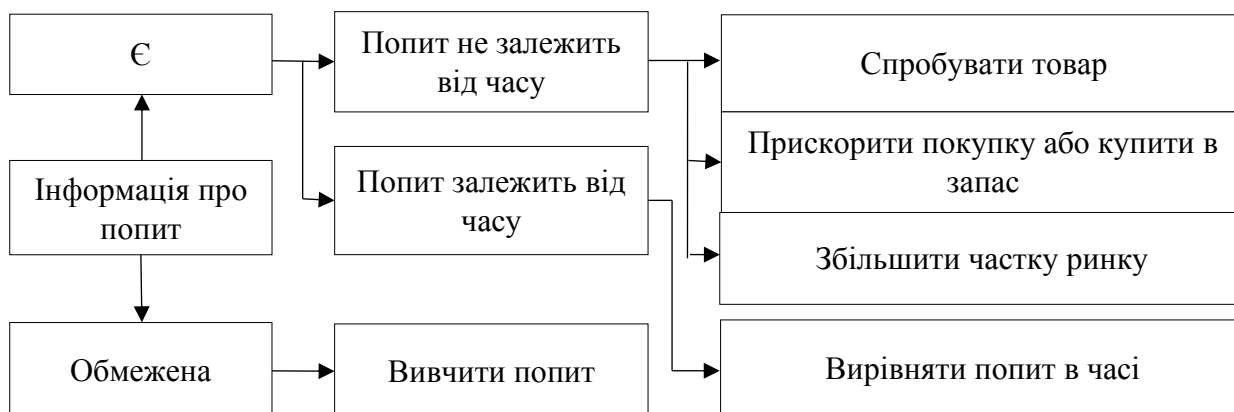 Є
Попит не залежить
від часу
Спробувати товар
Інформація про
попит
Попит залежить від
часу
Прискорити покупку або купити в
запас
Збільшити частку ринку
Обмежена
Вивчити попит
Вирівняти попит в часі